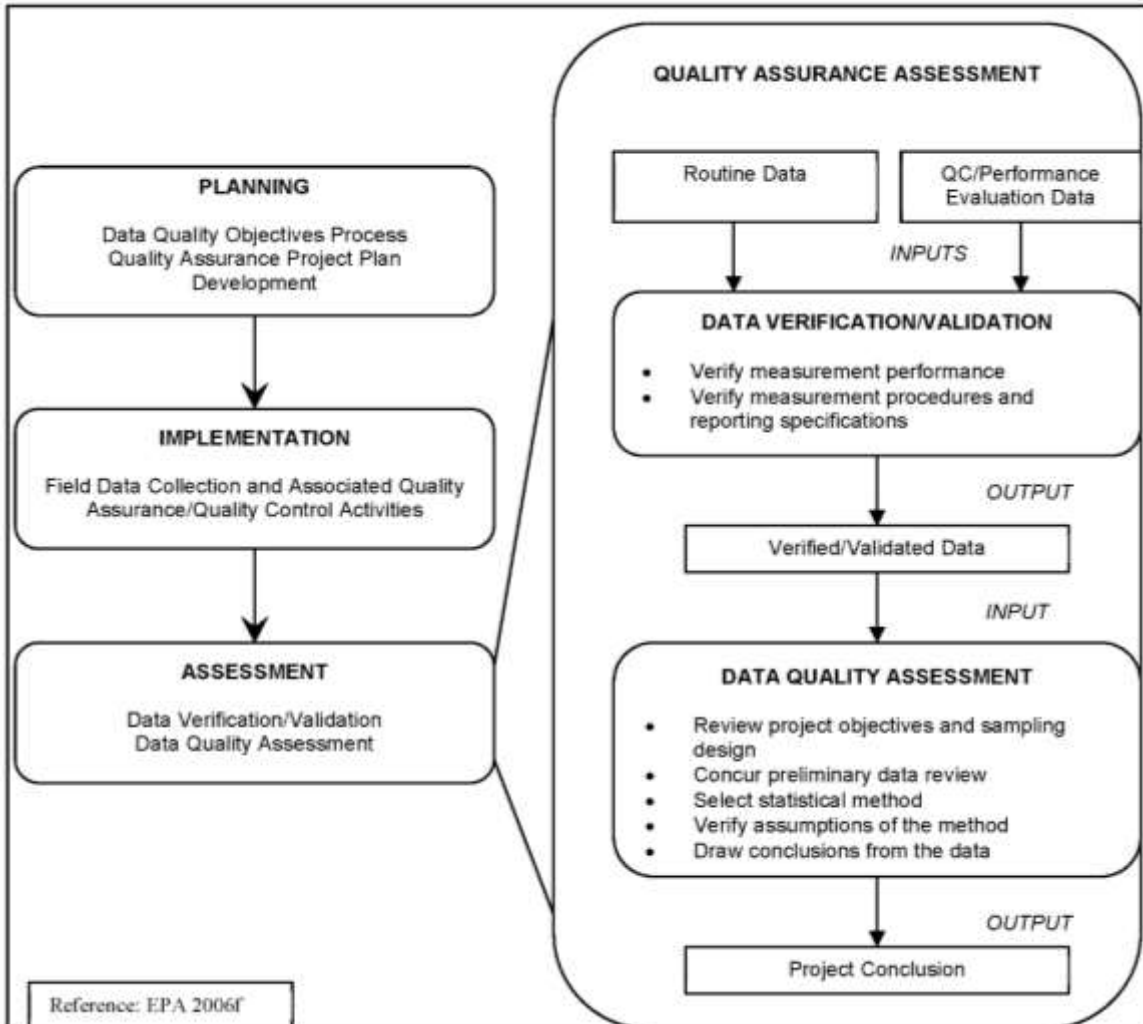 PLANNING
Data Quality Objectives Process
Quality Assurance Project Plan
Development
IMPLEMENTATION
Field Data Collection and Associated Quality
Assurance/Quality Control Activities
ASSESSMENT
Data Verification/Validation
Data Quality Assessment
Reference: EPA 2006f
QUALITY ASSURANCE ASSESSMENT
Routine Data
QC/Performance
Evaluation Data
INPUTS
DATA VERIFICATION/VALIDATION
• Verify measurement performance
• Verify measurement procedures and
reporting specifications
OUTPUT
Verified/Validated Data
INPUT
DATA QUALITY ASSESSMENT
• Review project objectives and sampling
design
• Concur preliminary data review
• Select statistical method
• Verify assumptions of the method
• Draw conclusions from the data
OUTPUT
Project Conclusion